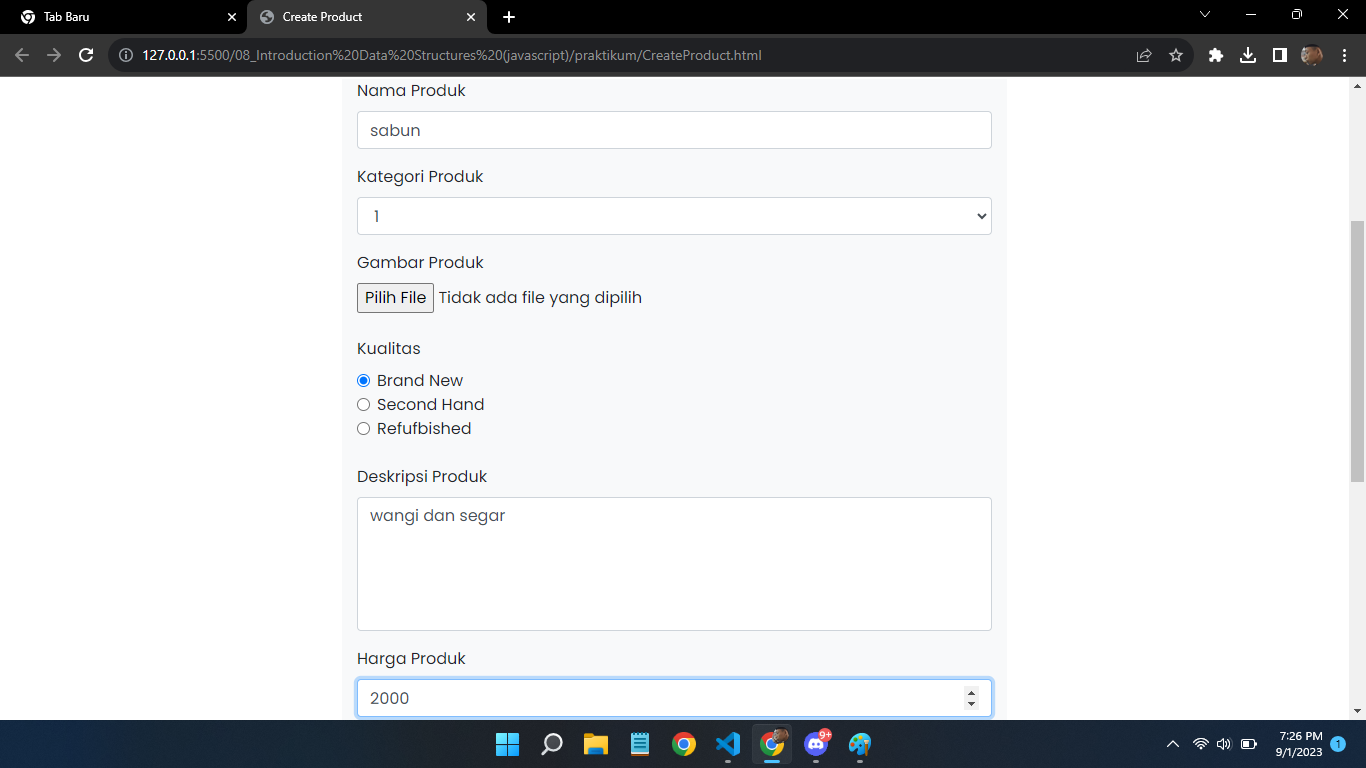 Tab Baru
Create Product
127.0.0.1:5500/08_Introduction%20Data%20Structures%20(javascript)/praktikum/CreateProduct.html
Nama Produk
sabun
Kategori Produk
1
Gambar Produk
Pilih File Tidak ada file yang dipilih
Kualitas
Brand New
Second Hand
Refufbished
Deskripsi Produk
wangi dan segar
Harga Produk
2000
9+
7:26 PM
9/1/2023
1